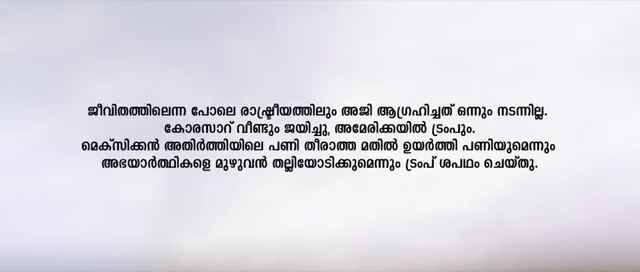 ജീവിതത്തിലെന്ന പോലെ രാഷ്ട്രീയത്തിലും അജി ആഗ്രഹിച്ചത് ഒന്നും നടന്നില്ല.
കോരസാറ് വീണ്ടും ജയിച്ചു, അമേരിക്കയിൽ ട്രംപും.
മെക്സിക്കൻ അതിർത്തിയിലെ പണി തീരാത്ത മതിൽ ഉയർത്തി പണിയുമെന്നും
അഭയാർത്ഥികളെ മുഴുവൻ തല്ലിയോടിക്കുമെന്നും ട്രംപ് ശപഥം ചെയ്തു.